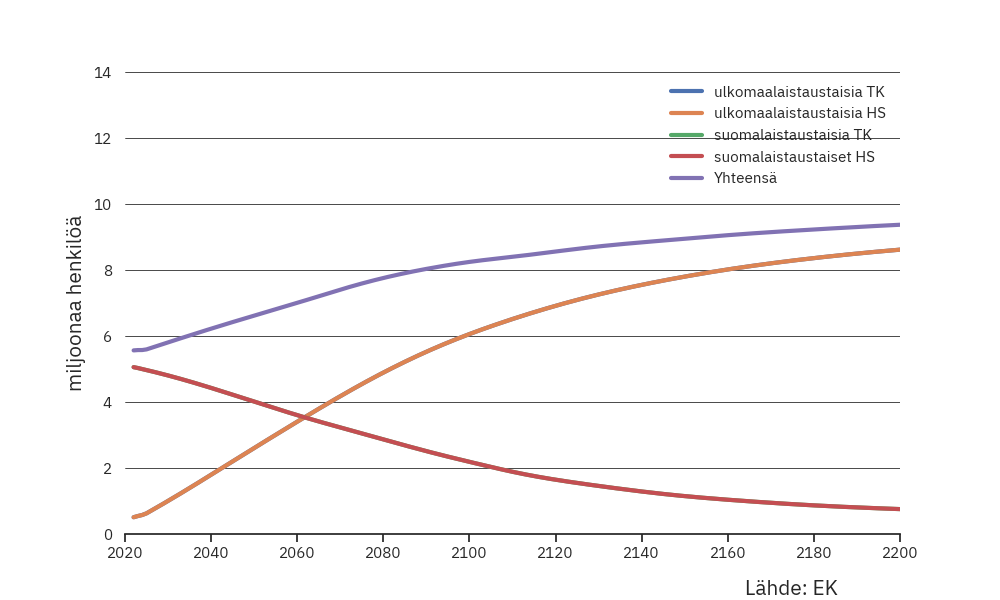 14
12
10
8
6
4
2
0
miljoonaa henkilöä
ulkomaalaistaustaisia TK
ulkomaalaistaustaisia HS
suomalaistaustaisia TK
suomalaistaustaiset HS
Yhteensä
2020 2040 2060 2080 2100 2120 2140 2160 2180 2200
Lähde: EK